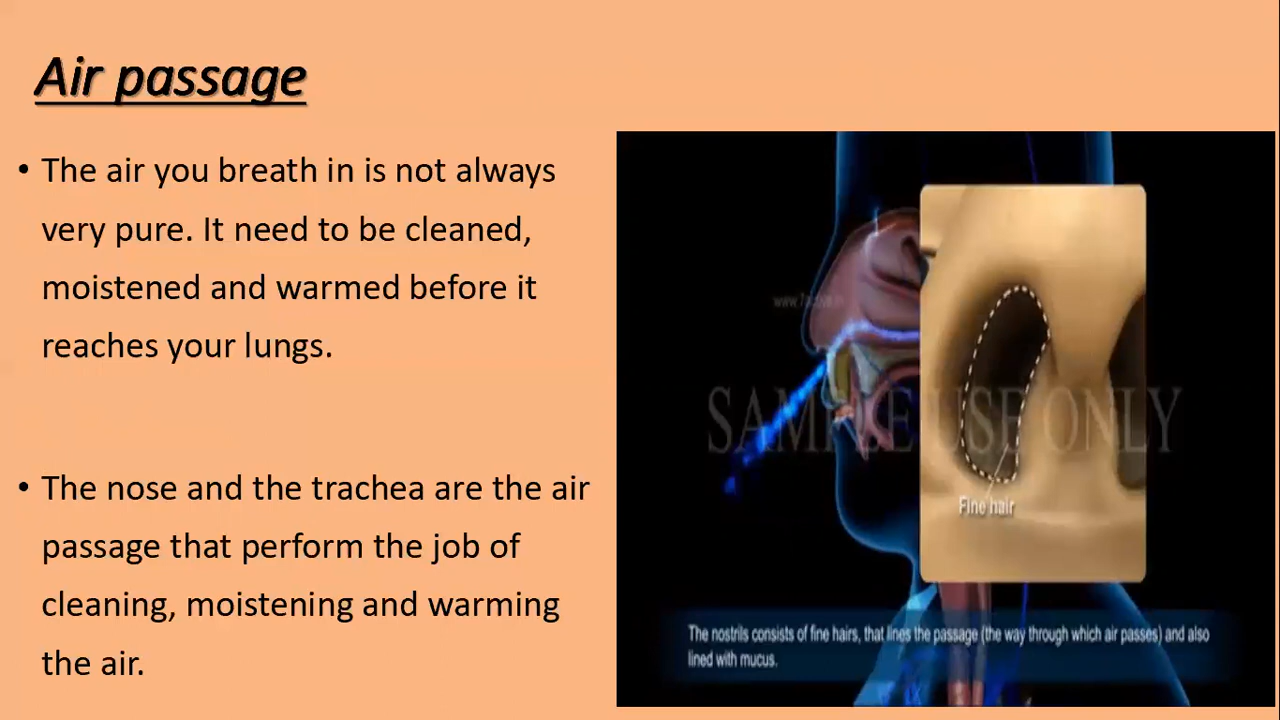 Air passage
• The air you breath in is not always
very pure. It need to be cleaned,
moistened and warmed before it
reaches your lungs.
• The nose and the trachea are the air
passage that perform the job of
cleaning, moistening and warming
the air.
SAMPLE USE ONLY
Fine hair
The nostrils consists of fine hairs, that lines the passage (the way through which air passes) and also
lined with mucus.